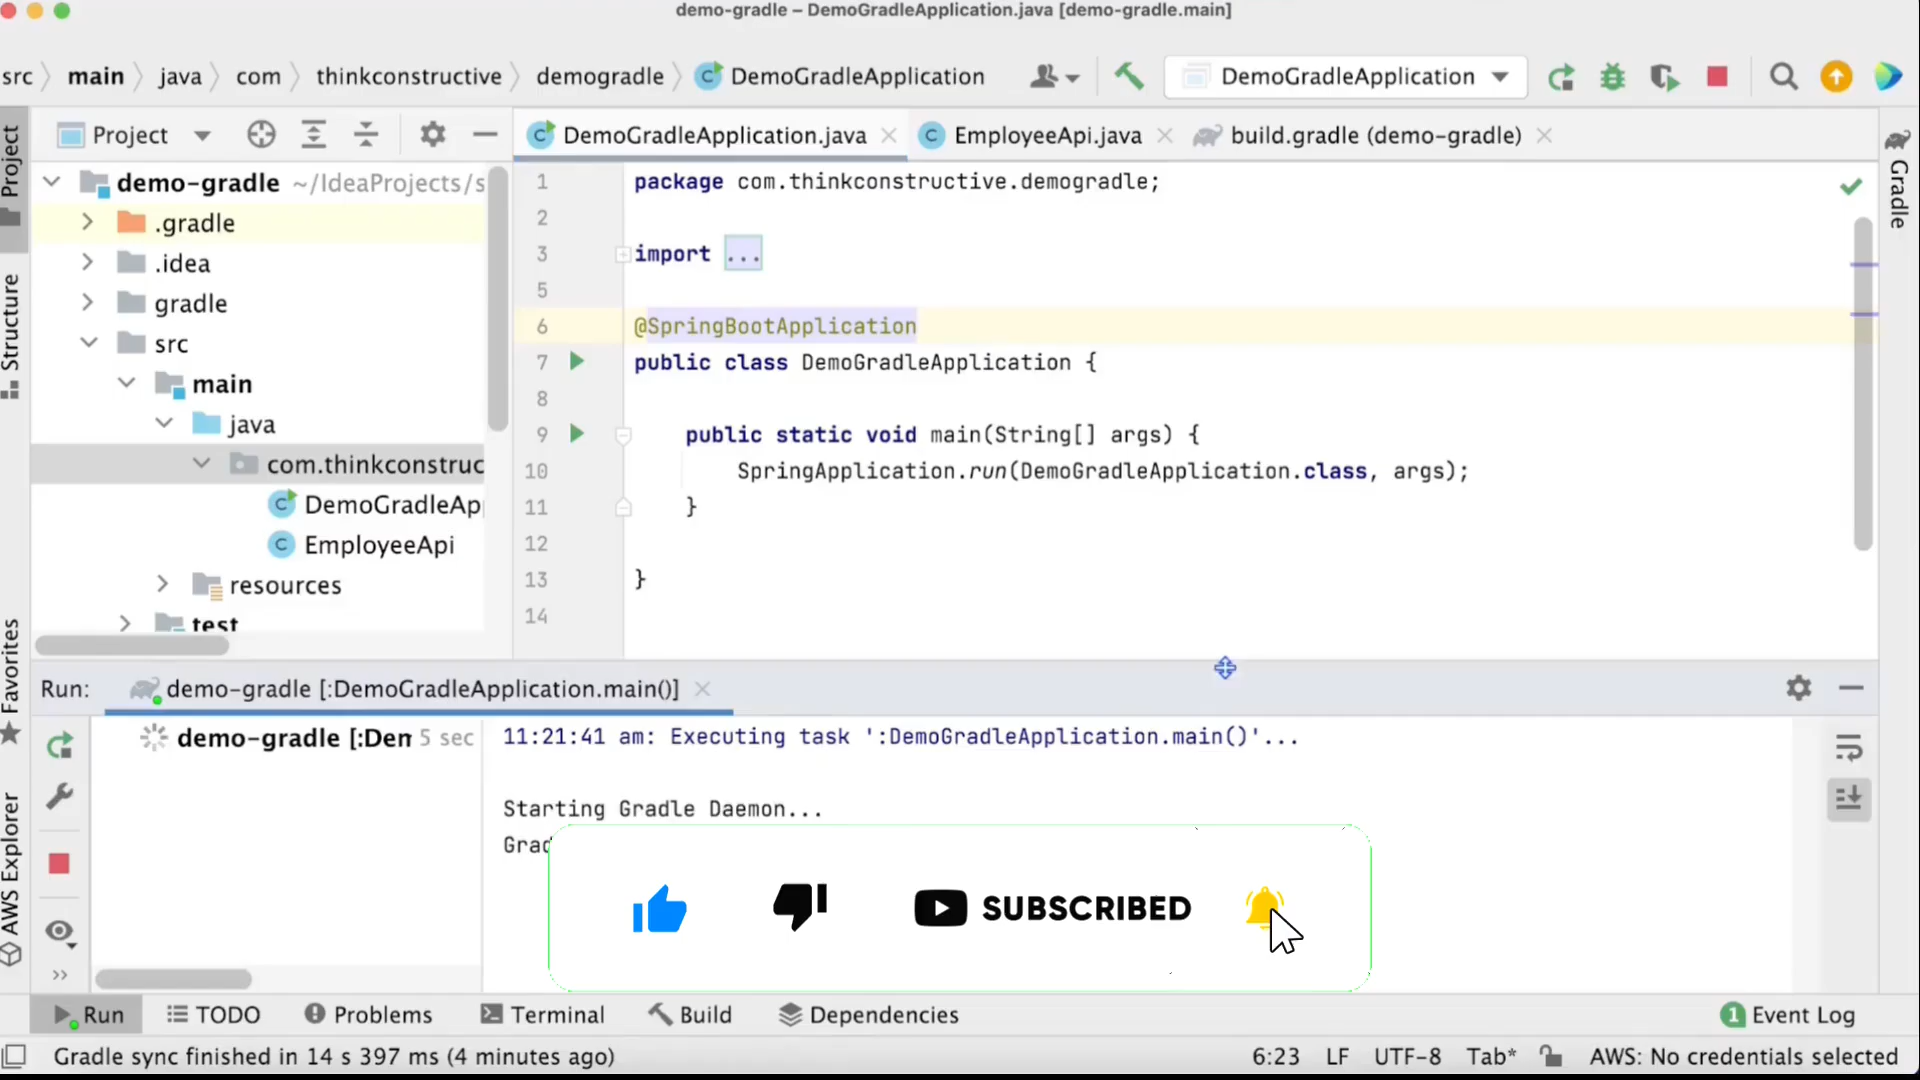 demo-gradle – DemoGradleApplication.java [demo-gradle.main]
src main java com thinkconstructive demogradle DemoGradleApplication DemoGradleApplication
Project
DemoGradleApplication.java EmployeeApi.java build.gradle (demo-gradle)
Project
Structure
Favorites
AWS Explorer
Gradle
demo-gradle ~/IdeaProjects/s
.gradle
.idea
gradle
src
main
java
com.thinkconstruc
DemoGradleAp
EmployeeApi
resources
test
1 package com.thinkconstructive.demogradle;
2
3 import ...
5
6 @SpringBootApplication
7 public class DemoGradleApplication {
8
9 public static void main(String[] args) {
10 SpringApplication.run(DemoGradleApplication.class, args);
11 }
12
13 }
14
Run: demo-gradle [:DemoGradleApplication.main()]
demo-gradle [:Den 5 sec
11:21:41 am: Executing task ':DemoGradleApplication.main()'...
Starting Gradle Daemon...
Grad
SUBSCRIBED
Run TODO Problems Terminal Build Dependencies 1 Event Log
Gradle sync finished in 14 s 397 ms (4 minutes ago) 6:23 LF UTF-8 Tab* AWS: No credentials selected